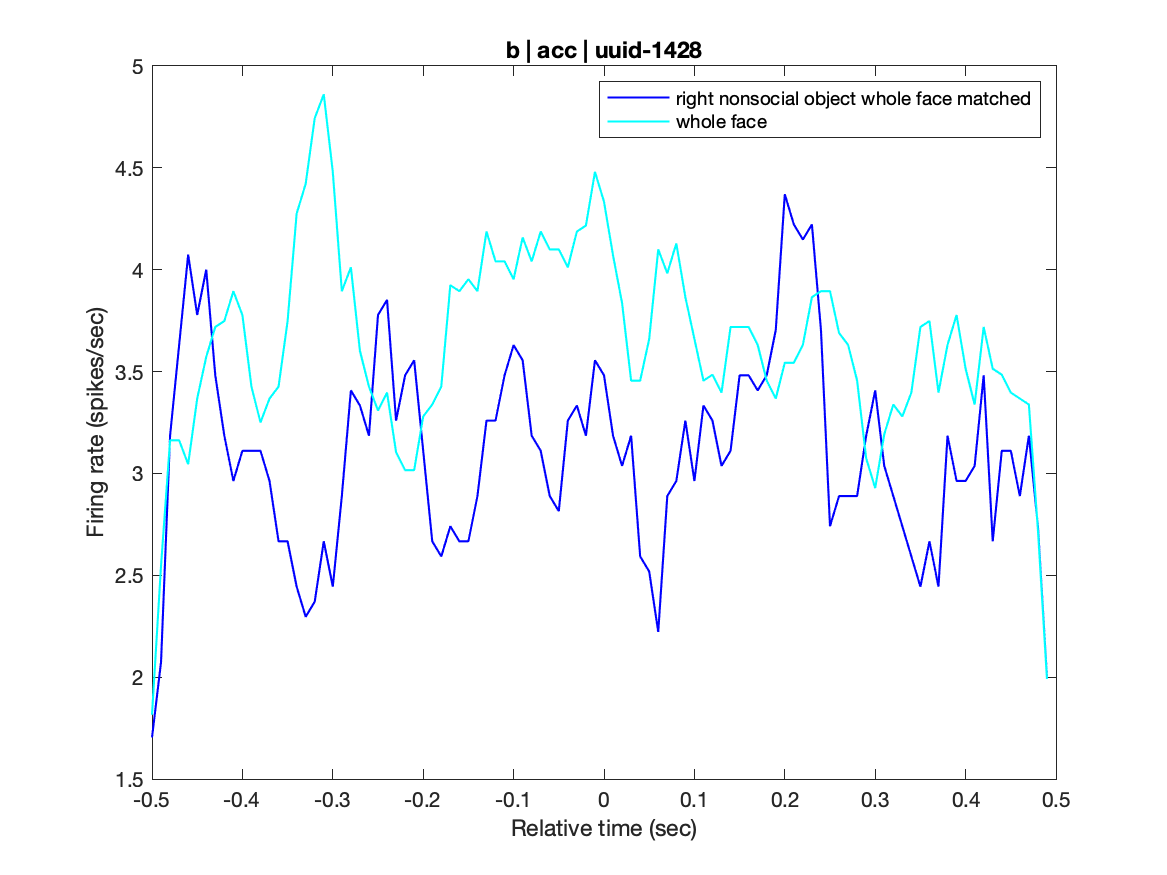 b | acc | uuid-1428
right nonsocial object whole face matched
whole face
Firing rate (spikes/sec)
5
4.5
4
3.5
3
2.5
2
1.5
-0.5 -0.4 -0.3 -0.2 -0.1 0 0.1 0.2 0.3 0.4 0.5
Relative time (sec)